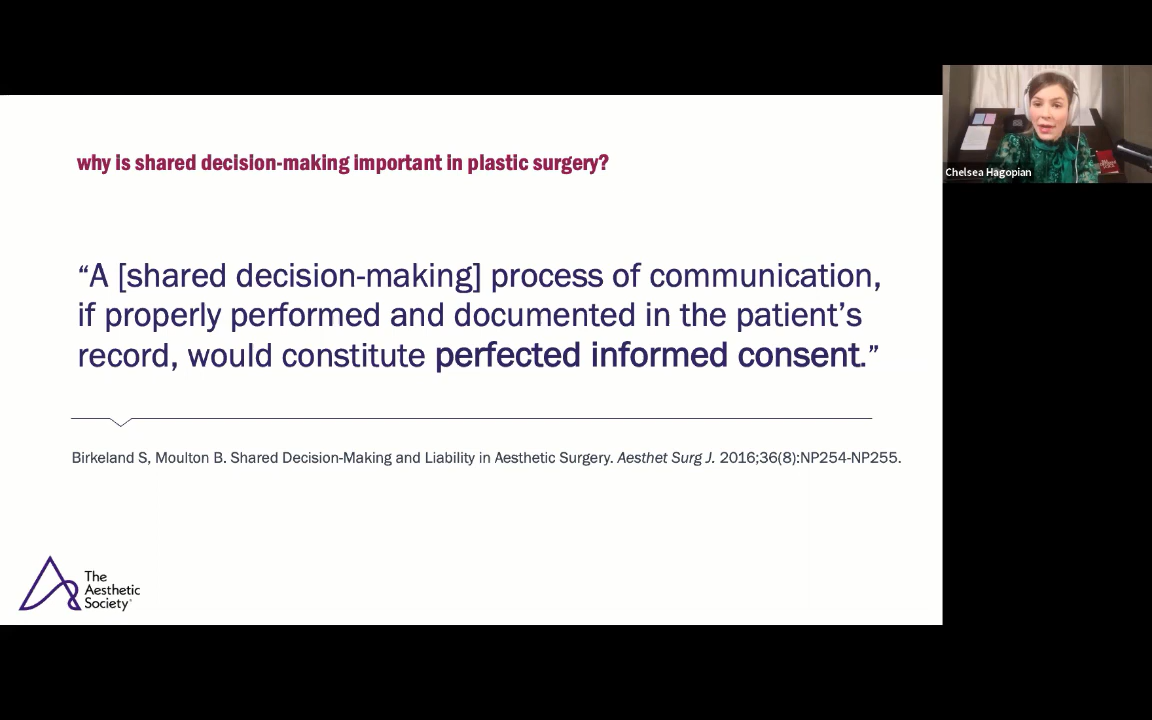 why is shared decision-making important in plastic surgery?
“A [shared decision-making] process of communication,
if properly performed and documented in the patient’s
record, would constitute perfected informed consent.”
Birkeland S, Moulton B. Shared Decision-Making and Liability in Aesthetic Surgery. Aesthet Surg J. 2016;36(8):NP254-NP255.
The
Aesthetic
Society
Chelsea Hagopian